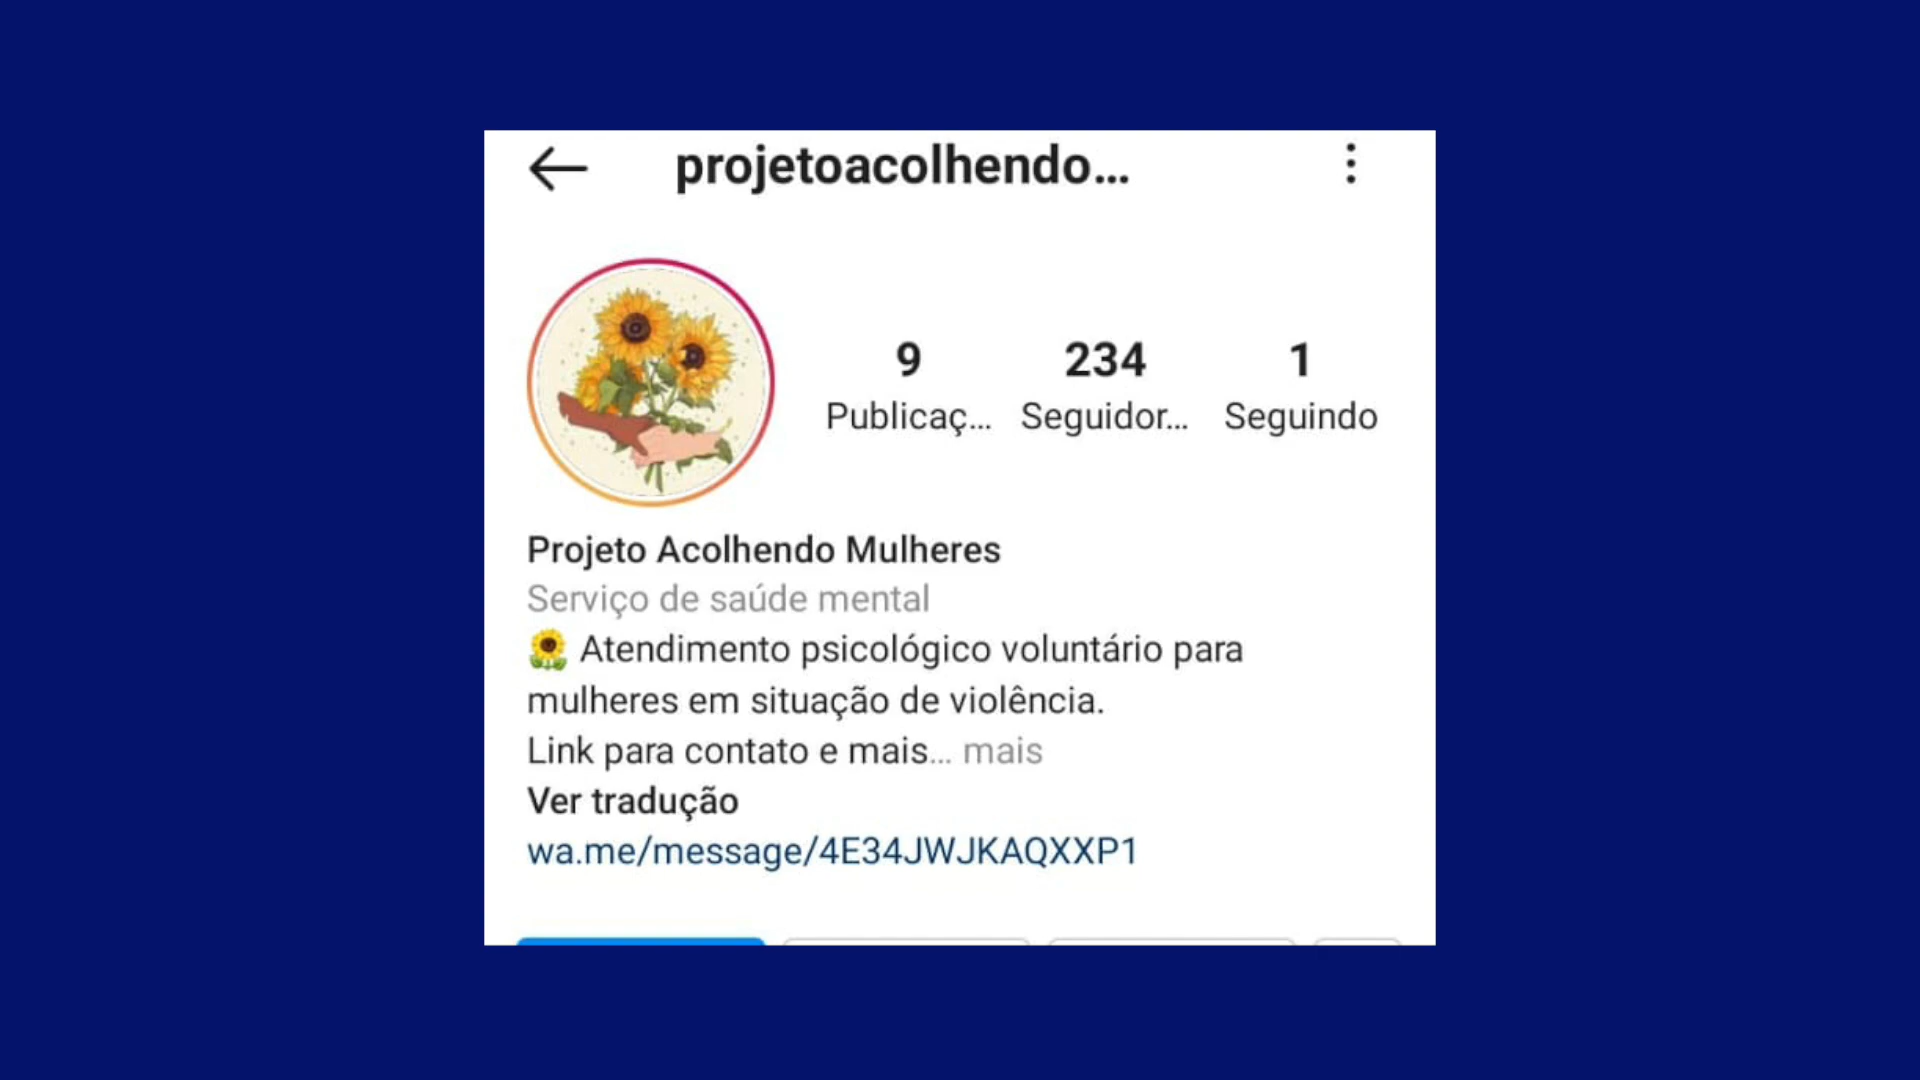 projetoacolhendo...
9 234 1
Publicaç... Seguidor... Seguindo
Projeto Acolhendo Mulheres
Serviço de saúde mental
🌻 Atendimento psicológico voluntário para
mulheres em situação de violência.
Link para contato e mais... mais
Ver tradução
wa.me/message/4E34JWJKAQXXP1